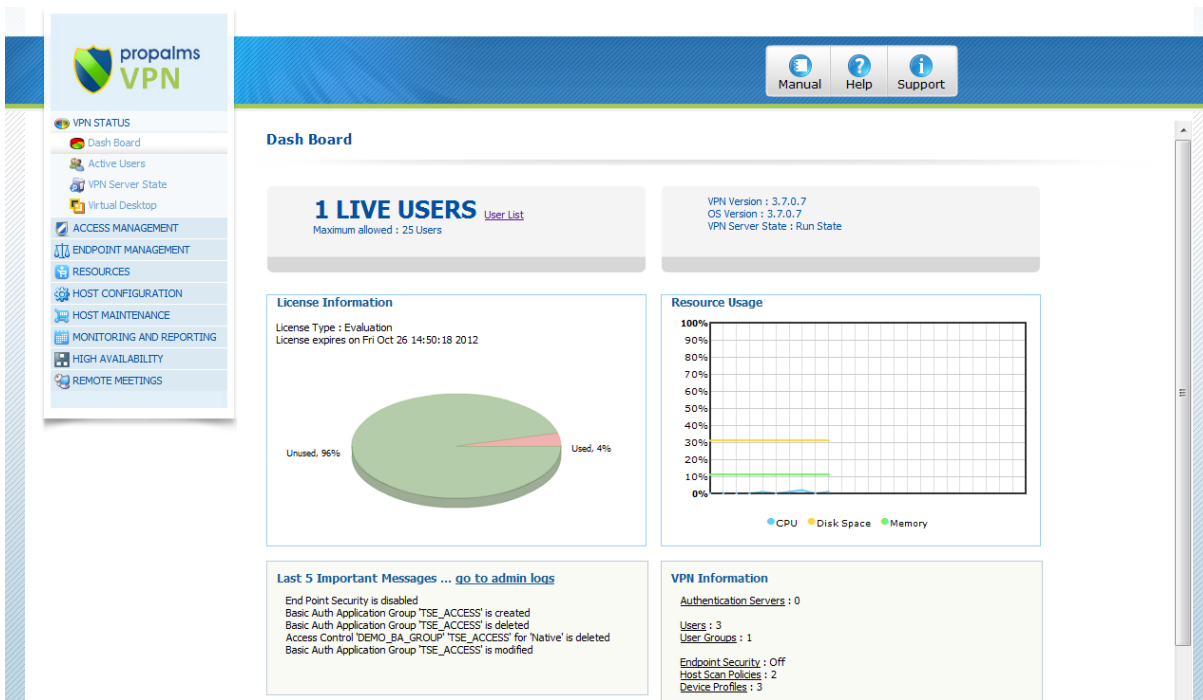 propalms
VPN
Manual
Help
Support
VPN STATUS
Dash Board
Active Users
VPN Server State
Virtual Desktop
ACCESS MANAGEMENT
ENDPOINT MANAGEMENT
RESOURCES
HOST CONFIGURATION
HOST MAINTENANCE
MONITORING AND REPORTING
HIGH AVAILABILITY
REMOTE MEETINGS
Dash Board
1 LIVE USERS User List
Maximum allowed : 25 Users
VPN Version : 3.7.0.7
OS Version : 3.7.0.7
VPN Server State : Run State
License Information
License Type : Evaluation
License expires on Fri Oct 26 14:50:18 2012
Unused, 96%
Used, 4%
Resource Usage
100%
90%
80%
70%
60%
50%
40%
30%
20%
10%
0%
CPU Disk Space Memory
Last 5 Important Messages ... go to admin logs
End Point Security is disabled
Basic Auth Application Group 'TSE_ACCESS' is created
Basic Auth Application Group 'TSE_ACCESS' is deleted
Access Control 'DEMO_BA_GROUP' 'TSE_ACCESS' for 'Native' is deleted
Basic Auth Application Group 'TSE_ACCESS' is modified
VPN Information
Authentication Servers : 0
Users : 3
User Groups : 1
Endpoint Security : Off
Host Scan Policies : 2
Device Profiles : 3